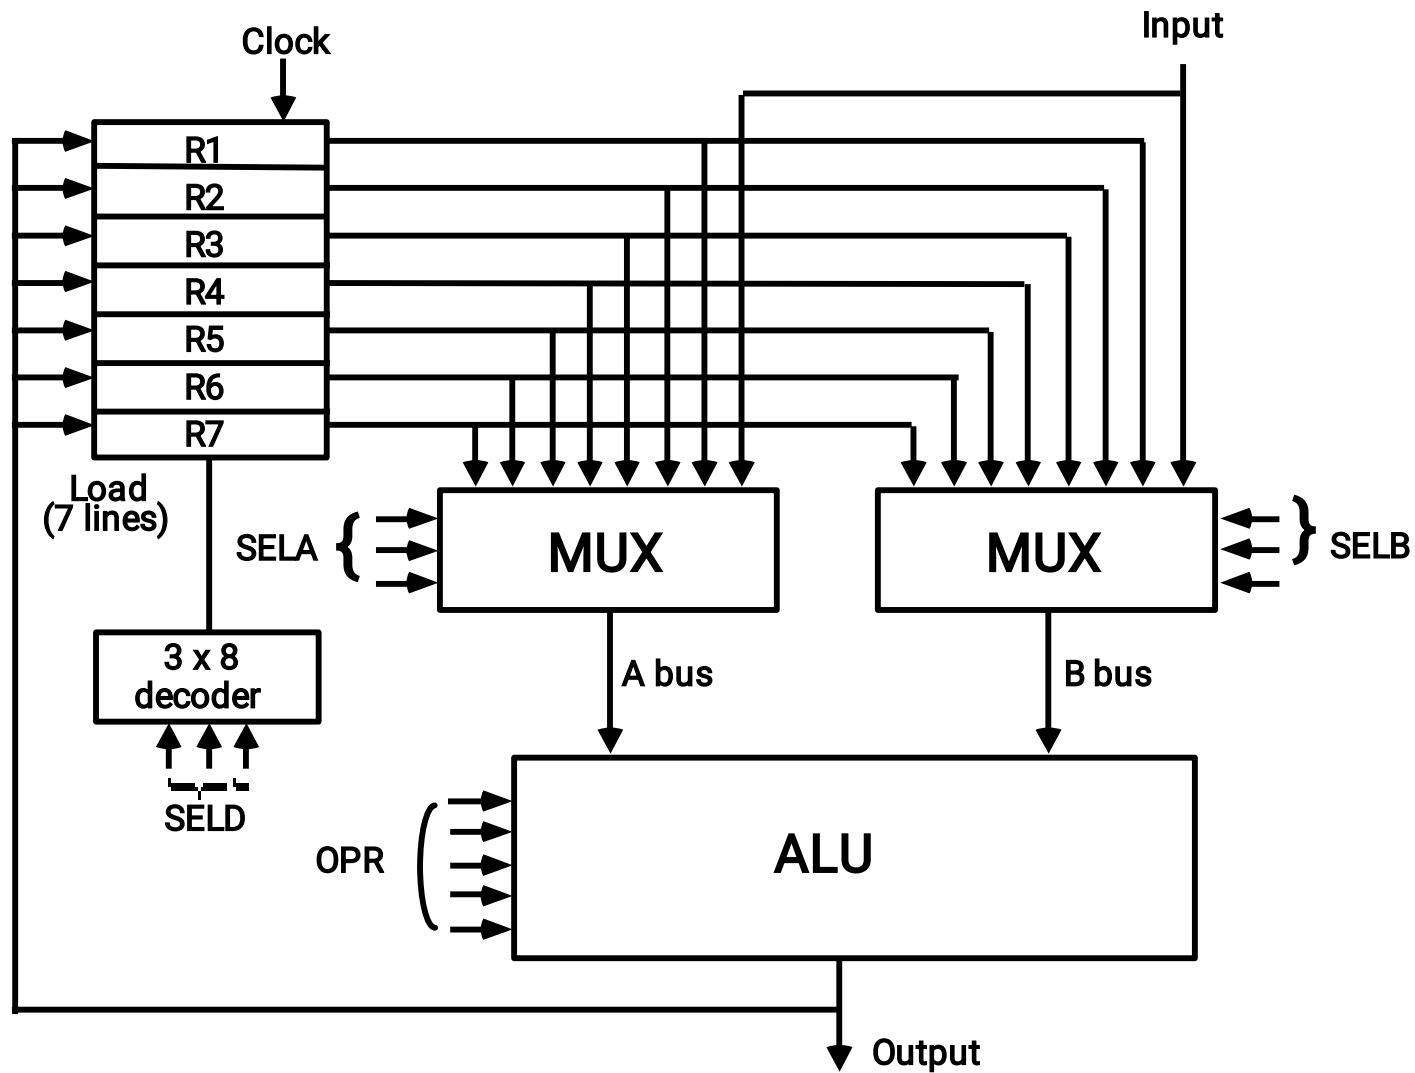 Input
Clock
R1
R2
R3
R4
R5
R6
R7
Load
(7 lines)
SELA
MUX
MUX
SELB
3 x 8
decoder
A bus
B bus
SELD
OPR
ALU
Output